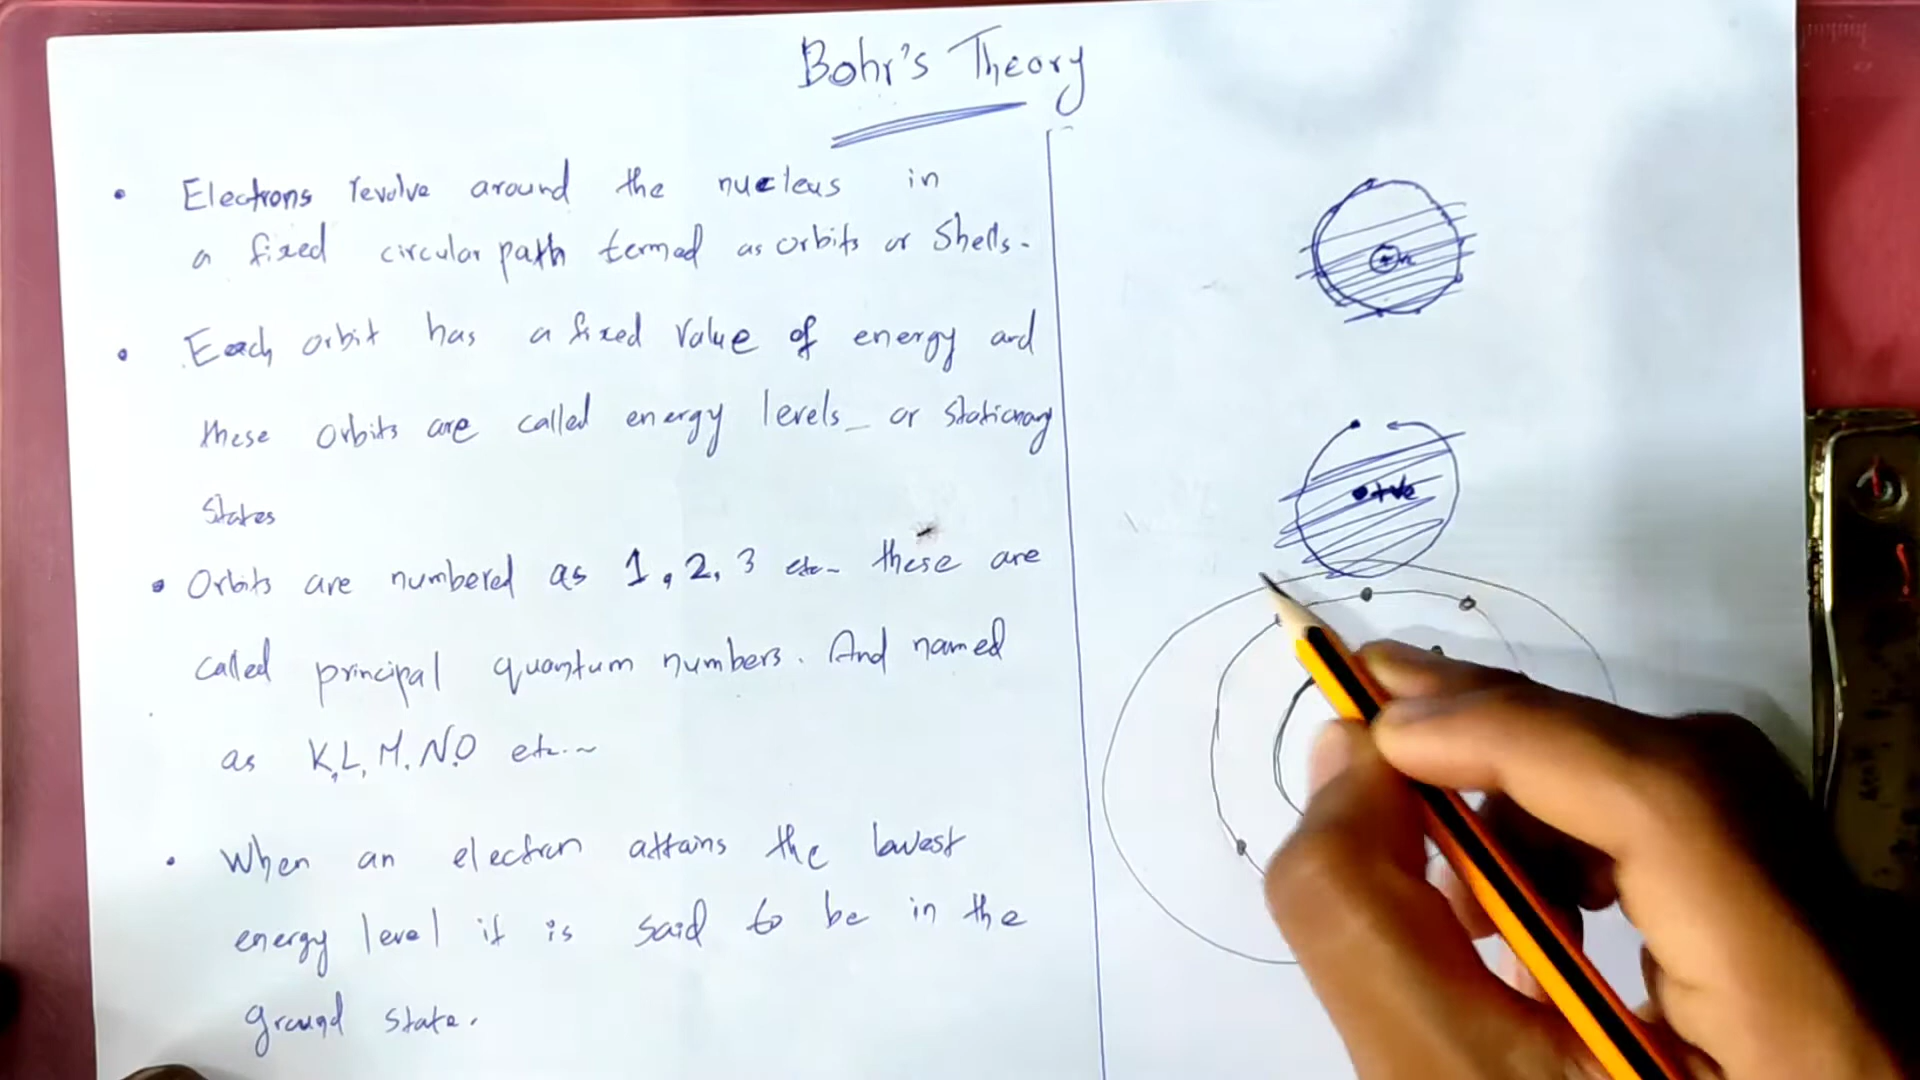 Bohr's Theory
• Electrons revolve around the nucleus in
a fixed circular path termed as orbits or Shells.
• Each orbit has a fixed value of energy and
these orbits are called energy levels or stationary
States
• Orbits are numbered as 1, 2, 3 etc. these are
called principal quantum numbers. And named
as K, L, M, N, O etc..
• When an electron attains the lowest
energy level it is said to be in the
ground state.
+ve